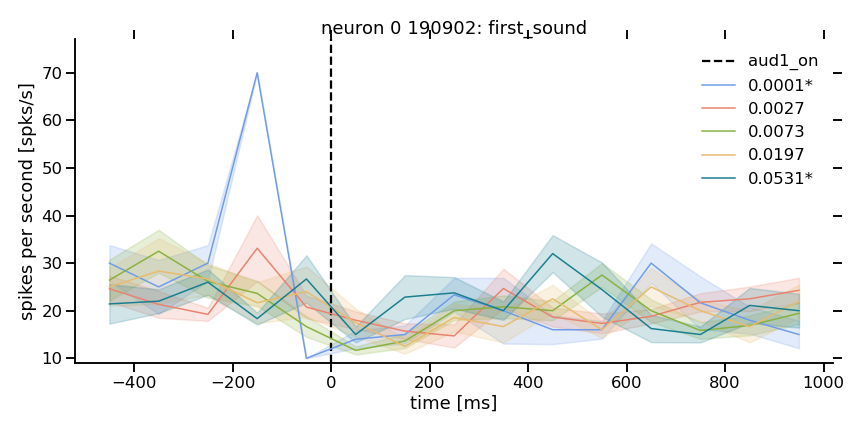 neuron 0 190902: first_sound
spikes per second [spks/s]
70
60
50
40
30
20
10
aud1_on
0.0001*
0.0027
0.0073
0.0197
0.0531*
−400 −200 0 200 400 600 800 1000
time [ms]